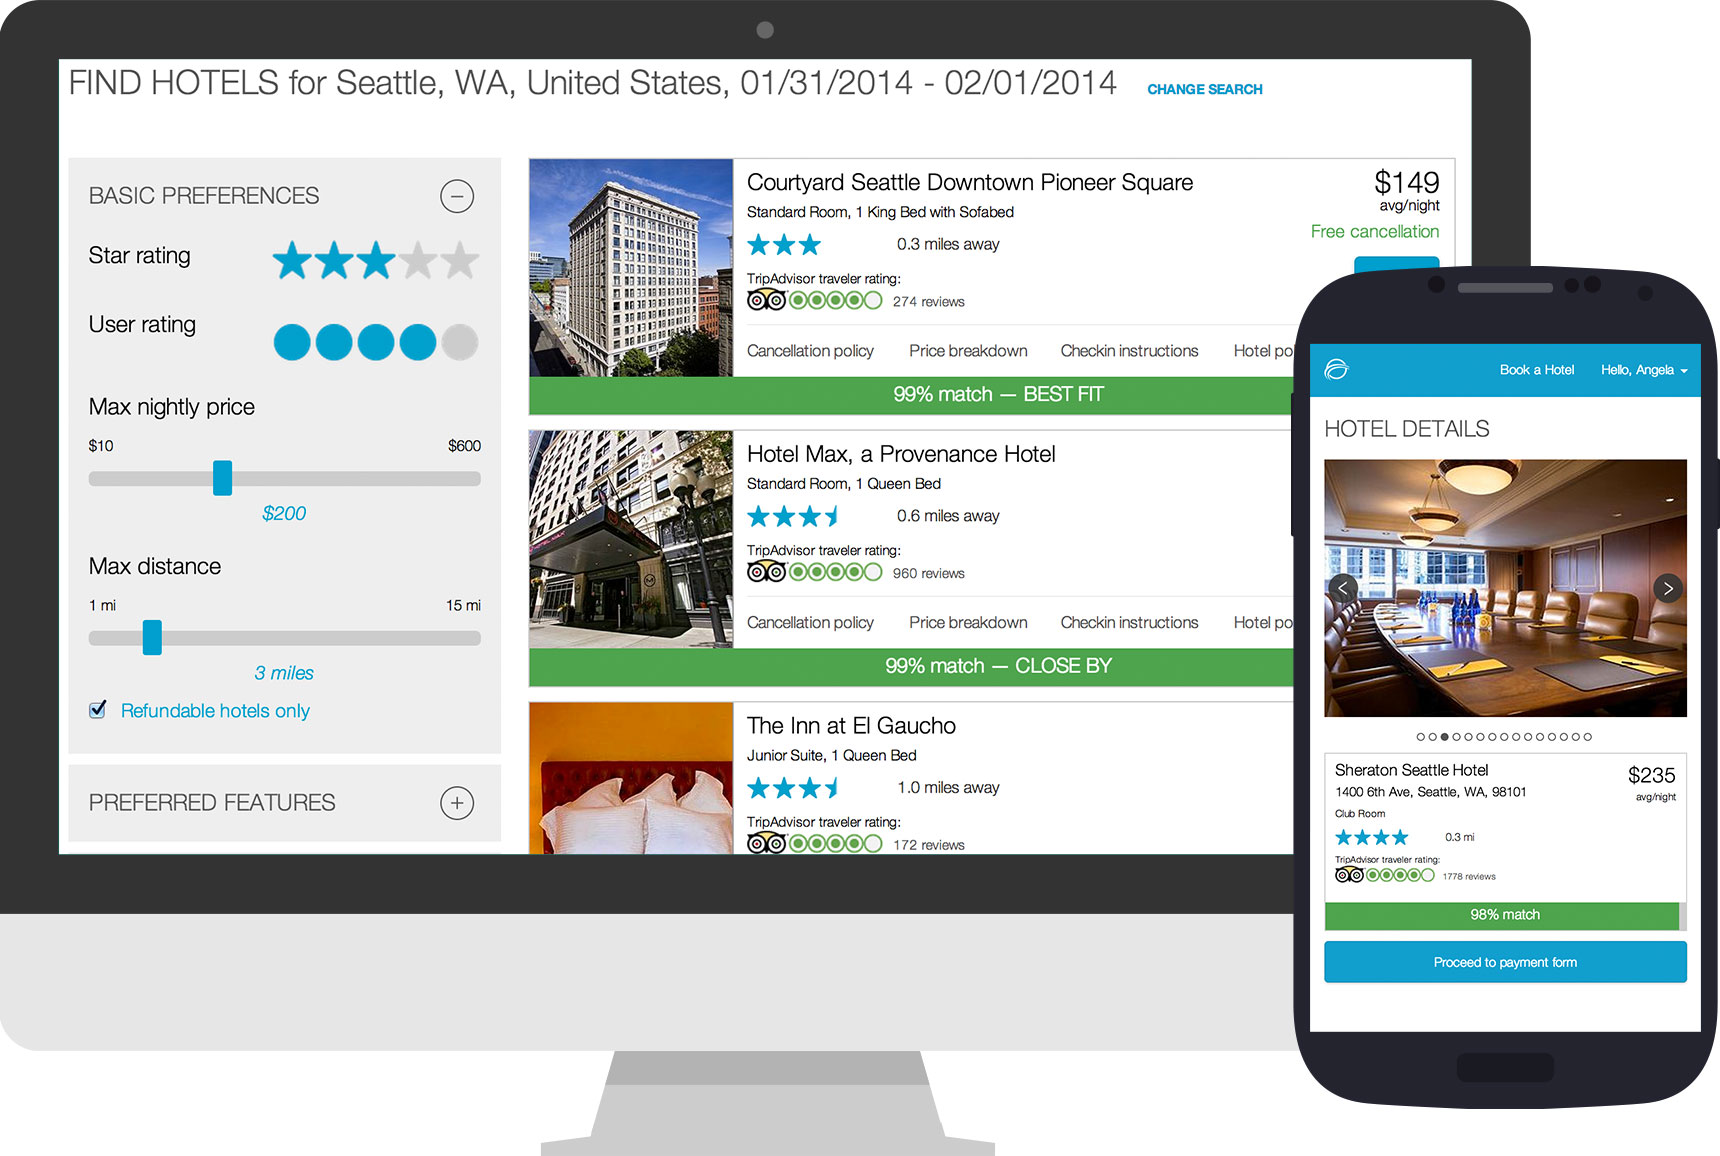 FIND HOTELS for Seattle, WA, United States, 01/31/2014 - 02/01/2014 CHANGE SEARCH
BASIC PREFERENCES
Star rating
User rating
Max nightly price
$10 $600
$200
Max distance
1 mi 15 mi
3 miles
Refundable hotels only
PREFERRED FEATURES
Courtyard Seattle Downtown Pioneer Square
$149
Standard Room, 1 King Bed with Sofabed
avg/night
Free cancellation
0.3 miles away
TripAdvisor traveler rating:
274 reviews
Cancellation policy Price breakdown Checkin instructions Hotel po
99% match — BEST FIT
Hotel Max, a Provenance Hotel
Standard Room, 1 Queen Bed
0.6 miles away
TripAdvisor traveler rating:
960 reviews
Cancellation policy Price breakdown Checkin instructions Hotel po
99% match — CLOSE BY
The Inn at El Gaucho
Junior Suite, 1 Queen Bed
1.0 miles away
TripAdvisor traveler rating:
172 reviews
Book a Hotel Hello, Angela
HOTEL DETAILS
Sheraton Seattle Hotel
$235
1400 6th Ave, Seattle, WA, 98101
avg/night
Club Room
0.3 mi
TripAdvisor traveler rating:
1778 reviews
98% match
Proceed to payment form